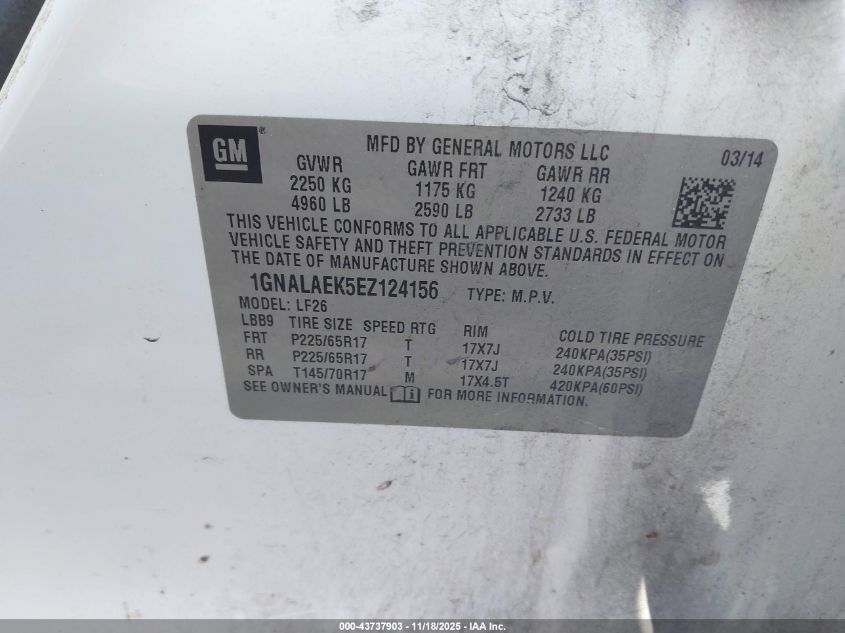 GM®
MFD BY GENERAL MOTORS LLC 03/14
GVWR GAWR FRT GAWR RR
2250 KG 1175 KG 1240 KG
4960 LB 2590 LB 2733 LB
THIS VEHICLE CONFORMS TO ALL APPLICABLE U.S. FEDERAL MOTOR
VEHICLE SAFETY AND THEFT PREVENTION STANDARDS IN EFFECT ON
THE DATE OF MANUFACTURE SHOWN ABOVE.
1GNALAEK5EZ124156 TYPE: M.P.V.
MODEL: LF26
LBB9 TIRE SIZE SPEED RTG RIM COLD TIRE PRESSURE
FRT P225/65R17 T 17X7J 240KPA(35PSI)
RR P225/65R17 T 17X7J 240KPA(35PSI)
SPA T145/70R17 M 17X4.5T 420KPA(60PSI)
SEE OWNER'S MANUAL i FOR MORE INFORMATION.
000-43737903 - 11/18/2025 - IAA Inc.